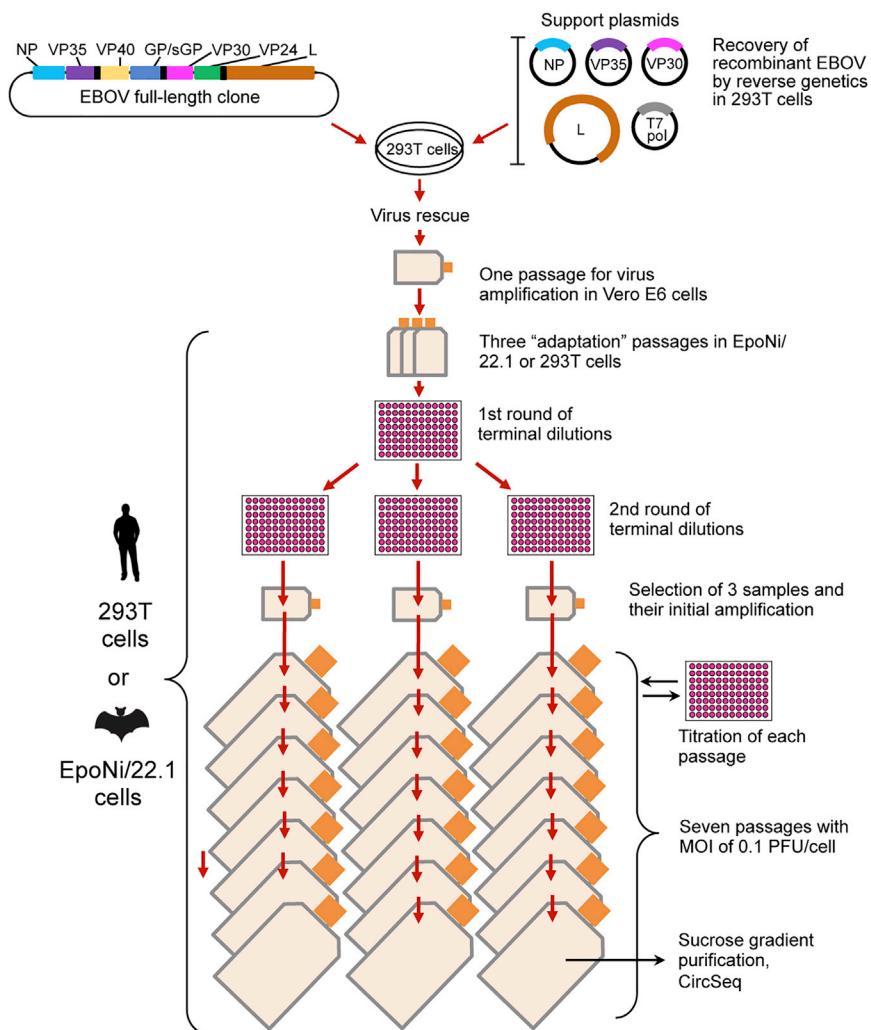 NP VP35 VP40 GP/sGP VP30 VP24 L
EBOV full-length clone
Support plasmids
NP
VP35
VP30
L
T7
pol
Recovery of
recombinant EBOV
by reverse genetics
in 293T cells
293T cells
Virus rescue
One passage for virus
amplification in Vero E6 cells
Three “adaptation” passages in EpoNi/
22.1 or 293T cells
1st round of
terminal dilutions
2nd round of
terminal dilutions
Selection of 3 samples and
their initial amplification
293T
cells
or
EpoNi/22.1
cells
Titration of each
passage
Seven passages with
MOI of 0.1 PFU/cell
Sucrose gradient
purification,
CircSeq